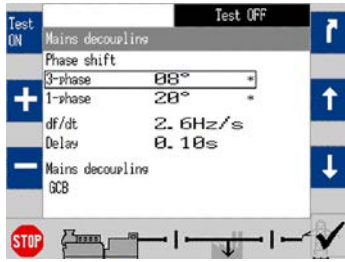 Test OFF
Test
ON
Mains decoupling
Phase shift
3-phase 08° *
1-phase 20° *
df/dt 2.6Hz/s
Delay 0.10s
Mains decoupling
GCB
STOP